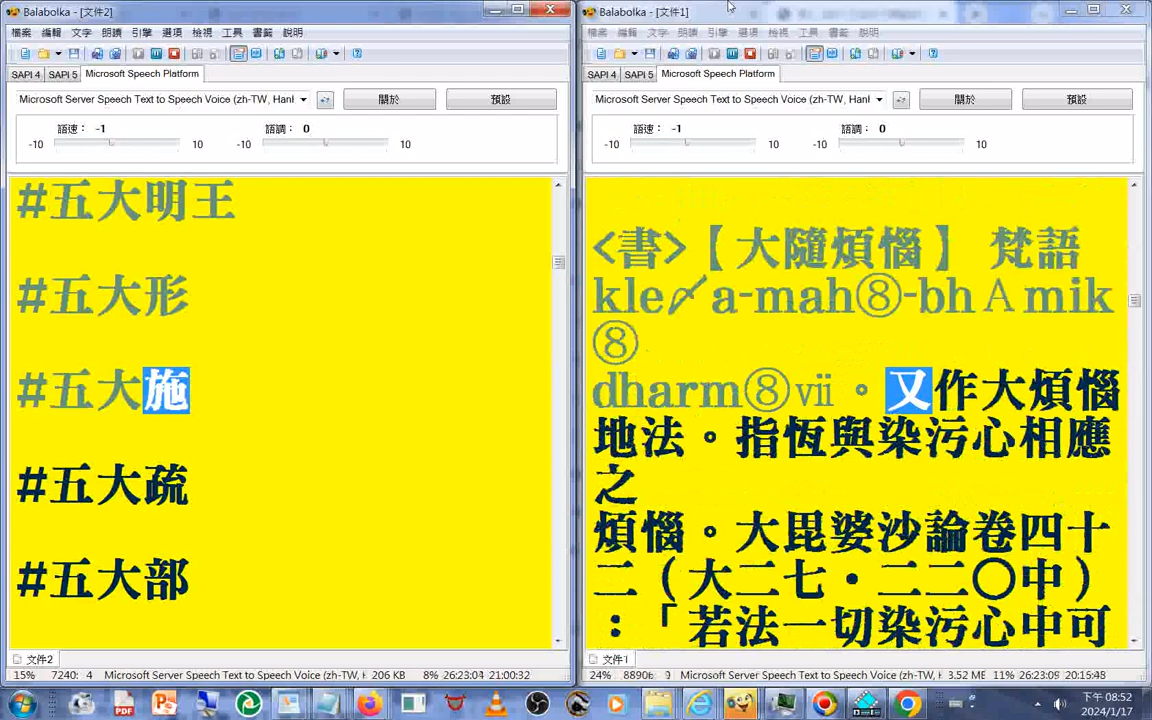 Balabolka - [文件2]
檔案 編輯 文字 朗讀 引擎 選項 檢視 工具 書籤 說明
SAPI 4 SAPI 5 Microsoft Speech Platform
Microsoft Server Speech Text to Speech Voice (zh-TW, Hanl
關於 預設
語速： -1 語調： 0
-10 10 -10 10
#五大明王
#五大形
#五大施
#五大疏
#五大部
文件2
15% 7240: 4 Microsoft Server Speech Text to Speech Voice (zh-TW, H 206 KB 8% 26:23:04 21:00:32
Balabolka - [文件1]
檔案 編輯 文字 朗讀 引擎 選項 檢視 工具 書籤 說明
SAPI 4 SAPI 5 Microsoft Speech Platform
Microsoft Server Speech Text to Speech Voice (zh-TW, Hanl
關於 預設
語速： -1 語調： 0
-10 10 -10 10
<書>【大隨煩惱】 梵語
kle〆a-mah⑧-bhＡmik
⑧
dharm⑧ⅶ。又作大煩惱
地法。指恆與染污心相應
之
煩惱。大毘婆沙論卷四十
二（大二七‧二二〇中）
：「若法一切染污心中可
文件1
24% Microsoft Server Speech Text to Speech Voice (zh-TW, H 3.52 MB 11% 26:23:09 20:15:48
下午 08:52
2024/1/17